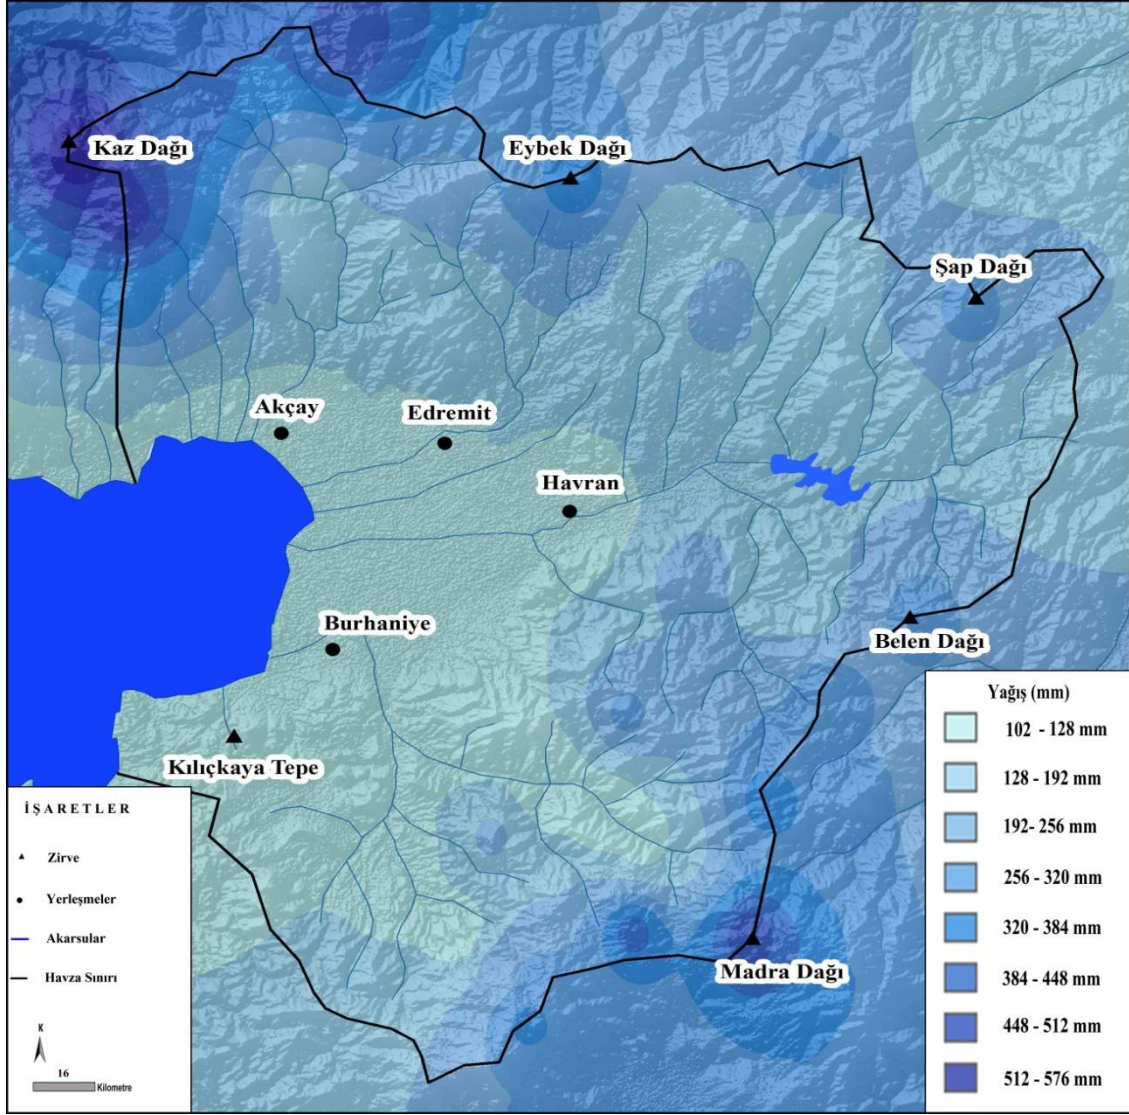 Kaz Dağı
Eybek Dağı
Şap Dağı
Akçay
Edremit
Havran
Burhaniye
Belen Dağı
Kılıçkaya Tepe
Madra Dağı
İŞARETLER
Zirve
Yerleşmeler
Akarsular
Havza Sınırı
K
16
Kilometre
Yağış (mm)
102 - 128 mm
128 - 192 mm
192- 256 mm
256 - 320 mm
320 - 384 mm
384 - 448 mm
448 - 512 mm
512 - 576 mm